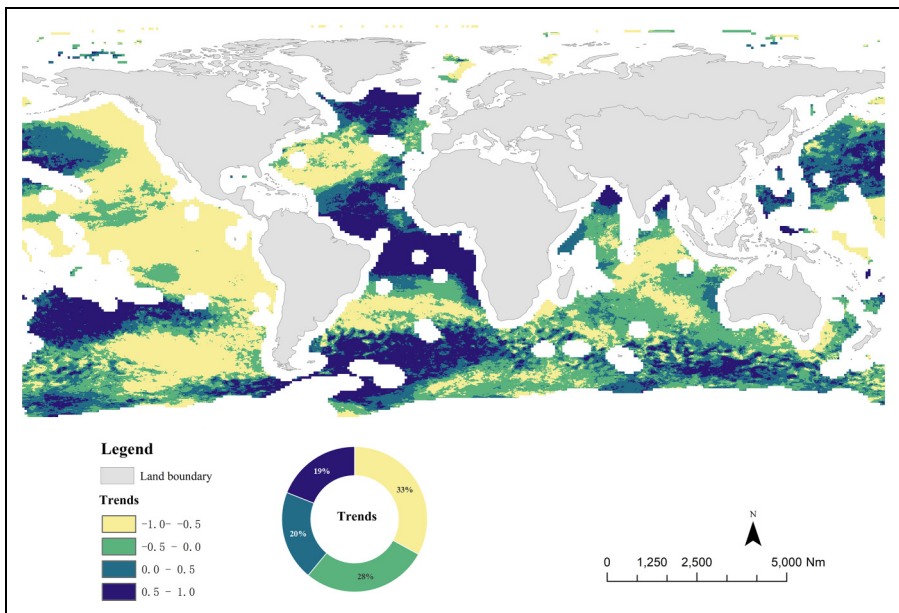 Legend
Land boundary
Trends
-1.0- -0.5
-0.5 - 0.0
0.0 - 0.5
0.5 - 1.0
19%
33%
Trends
20%
28%
N
0 1,250 2,500 5,000 Nm